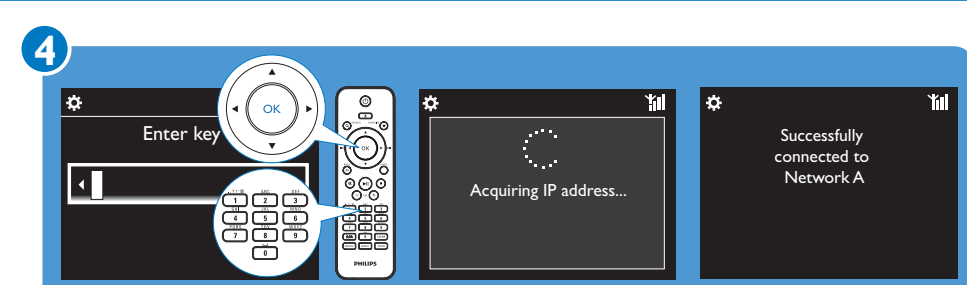 4
Enter key
OK
.,?!'@ ABC DEF
1 2 3
GHI JKL MNO
4 5 6
PQRS TUV WXYZ
7 8 9
0
OK
PHILIPS
Acquiring IP address...
Successfully
connected to
Network A